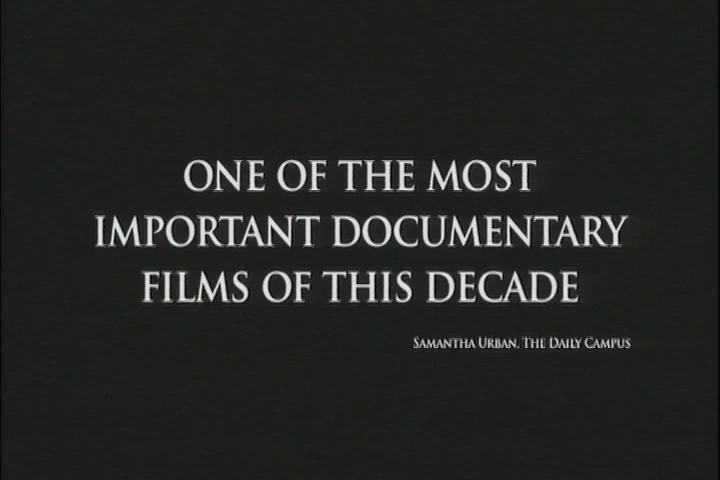 ONE OF THE MOST
IMPORTANT DOCUMENTARY
FILMS OF THIS DECADE
SAMANTHA URBAN, THE DAILY CAMPUS